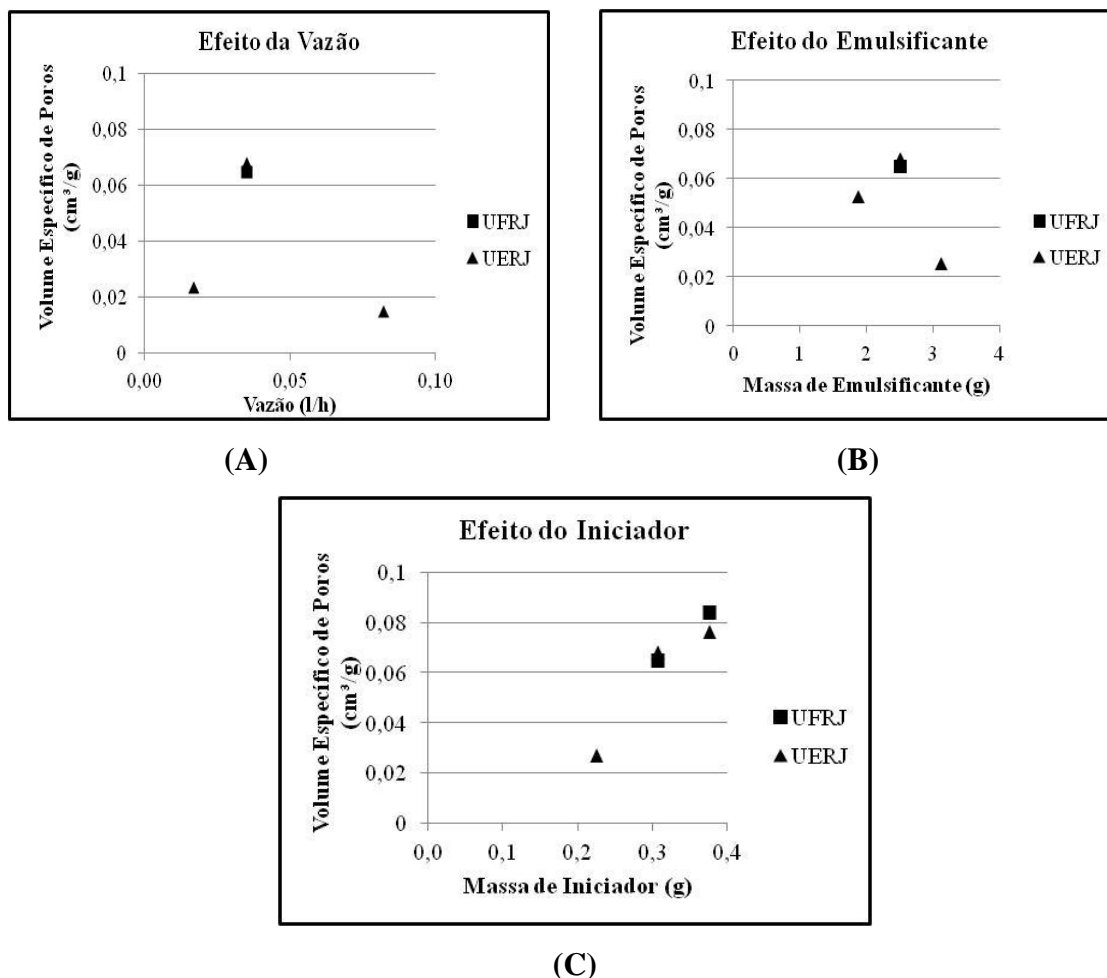 Efeito da Vazão
Volume Específico de Poros
(cm³/g)
0,1
0,08
0,06
0,04
0,02
0
0,00
0,05
0,10
Vazão (l/h)
UFRJ
UERJ
(A)
Efeito do Emulsificante
Volume Específico de Poros
(cm³/g)
0,1
0,08
0,06
0,04
0,02
0
0
1
2
3
4
Massa de Emulsificante (g)
UFRJ
UERJ
(B)
Efeito do Iniciador
Volume Específico de Poros
(cm³/g)
0,1
0,08
0,06
0,04
0,02
0
0,0
0,1
0,2
0,3
0,4
Massa de Iniciador (g)
UFRJ
UERJ
(C)